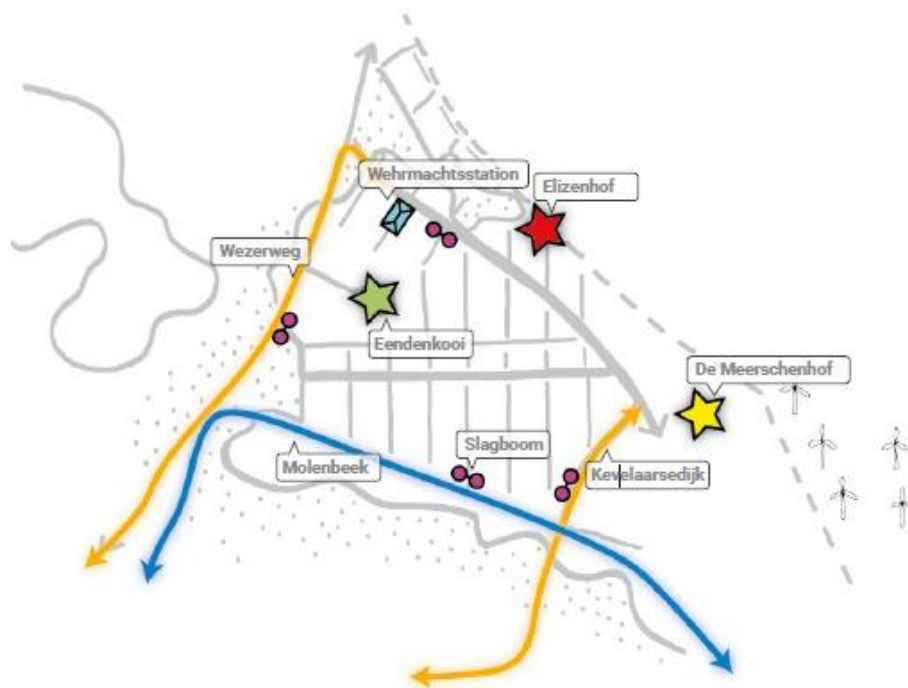 Wehrmachtsstation
Elizenhof
Wezerweg
Eendenkooi
De Meerschenhof
Slagboom
Molenbeek
Kevelaarsedijk